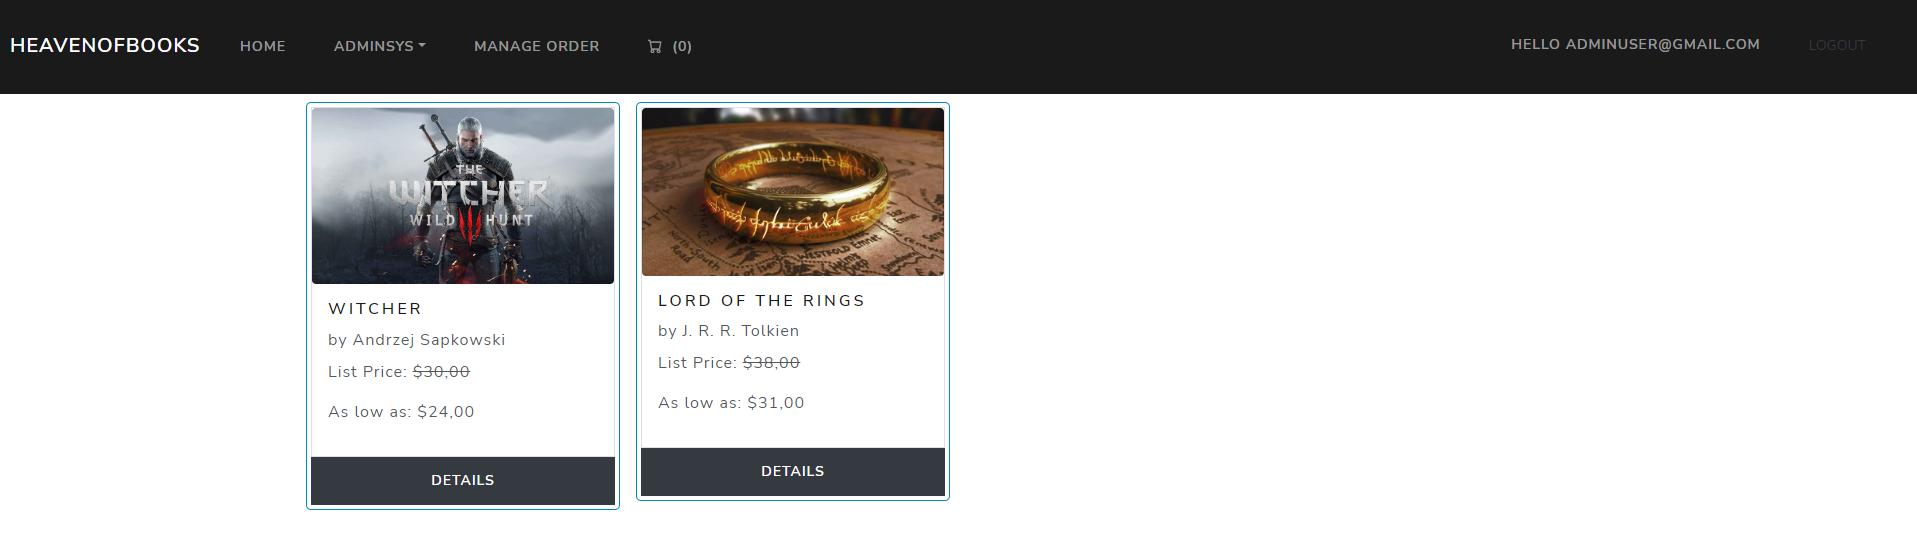 HEAVENOFBOOKS HOME ADMINSYS MANAGE ORDER (0) HELLO ADMINUSER@GMAIL.COM LOGOUT
THE
WITCHER
WILD HUNT
WITCHER
by Andrzej Sapkowski
List Price: $30,00
As low as: $24,00
DETAILS
WESTFOLD
LORD OF THE RINGS
by J. R. R. Tolkien
List Price: $38,00
As low as: $31,00
DETAILS